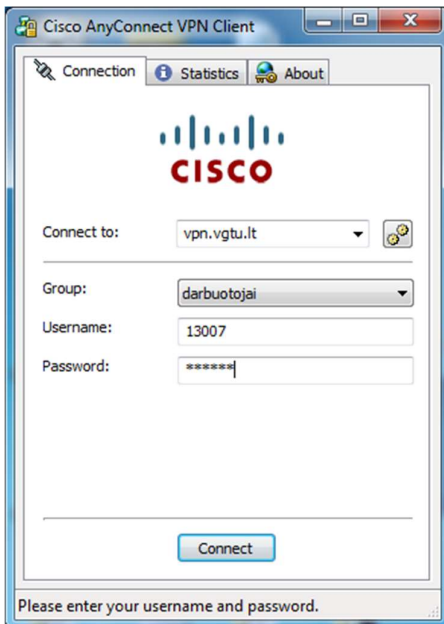 Cisco AnyConnect VPN Client
Connection Statistics About
CISCO
Connect to: vpn.vgtu.lt
Group: darbuotojai
Username: 13007
Password: ******
Connect
Please enter your username and password.